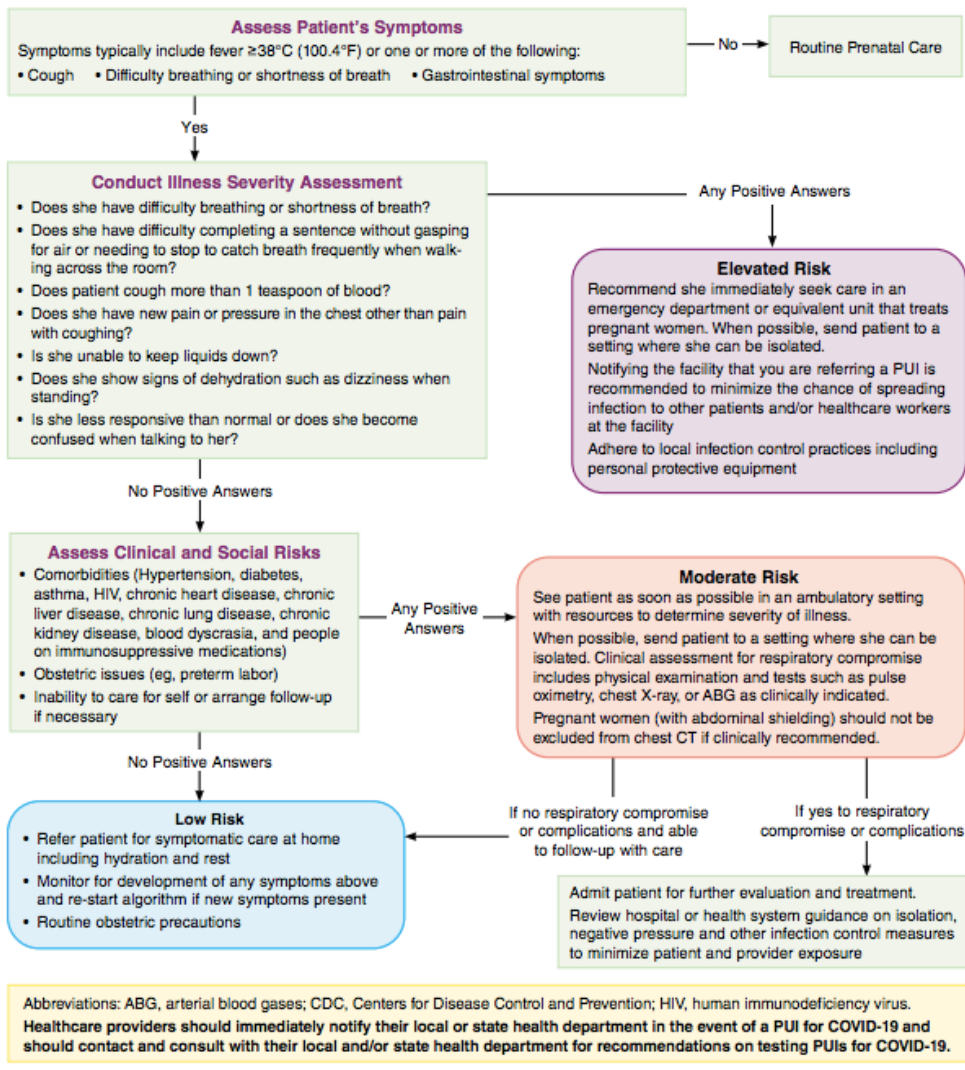 Assess Patient's Symptoms
Symptoms typically include fever ≥38°C (100.4°F) or one or more of the following:
• Cough • Difficulty breathing or shortness of breath • Gastrointestinal symptoms
No
Routine Prenatal Care
Yes
Conduct Illness Severity Assessment
• Does she have difficulty breathing or shortness of breath?
• Does she have difficulty completing a sentence without gasping
for air or needing to stop to catch breath frequently when walk-
ing across the room?
• Does patient cough more than 1 teaspoon of blood?
• Does she have new pain or pressure in the chest other than pain
with coughing?
• Is she unable to keep liquids down?
• Does she show signs of dehydration such as dizziness when
standing?
• Is she less responsive than normal or does she become
confused when talking to her?
Any Positive Answers
Elevated Risk
Recommend she immediately seek care in an
emergency department or equivalent unit that treats
pregnant women. When possible, send patient to a
setting where she can be isolated.
Notifying the facility that you are referring a PUI is
recommended to minimize the chance of spreading
infection to other patients and/or healthcare workers
at the facility
Adhere to local infection control practices including
personal protective equipment
No Positive Answers
Assess Clinical and Social Risks
• Comorbidities (Hypertension, diabetes,
asthma, HIV, chronic heart disease, chronic
liver disease, chronic lung disease, chronic
kidney disease, blood dyscrasia, and people
on immunosuppressive medications)
• Obstetric issues (eg, preterm labor)
• Inability to care for self or arrange follow-up
if necessary
Any Positive
Answers
Moderate Risk
See patient as soon as possible in an ambulatory setting
with resources to determine severity of illness.
When possible, send patient to a setting where she can be
isolated. Clinical assessment for respiratory compromise
includes physical examination and tests such as pulse
oximetry, chest X-ray, or ABG as clinically indicated.
Pregnant women (with abdominal shielding) should not be
excluded from chest CT if clinically recommended.
No Positive Answers
If no respiratory compromise
or complications and able
to follow-up with care
If yes to respiratory
compromise or complications
Low Risk
• Refer patient for symptomatic care at home
including hydration and rest
• Monitor for development of any symptoms above
and re-start algorithm if new symptoms present
• Routine obstetric precautions
Admit patient for further evaluation and treatment.
Review hospital or health system guidance on isolation,
negative pressure and other infection control measures
to minimize patient and provider exposure
Abbreviations: ABG, arterial blood gases; CDC, Centers for Disease Control and Prevention; HIV, human immunodeficiency virus.
Healthcare providers should immediately notify their local or state health department in the event of a PUI for COVID-19 and
should contact and consult with their local and/or state health department for recommendations on testing PUIs for COVID-19.